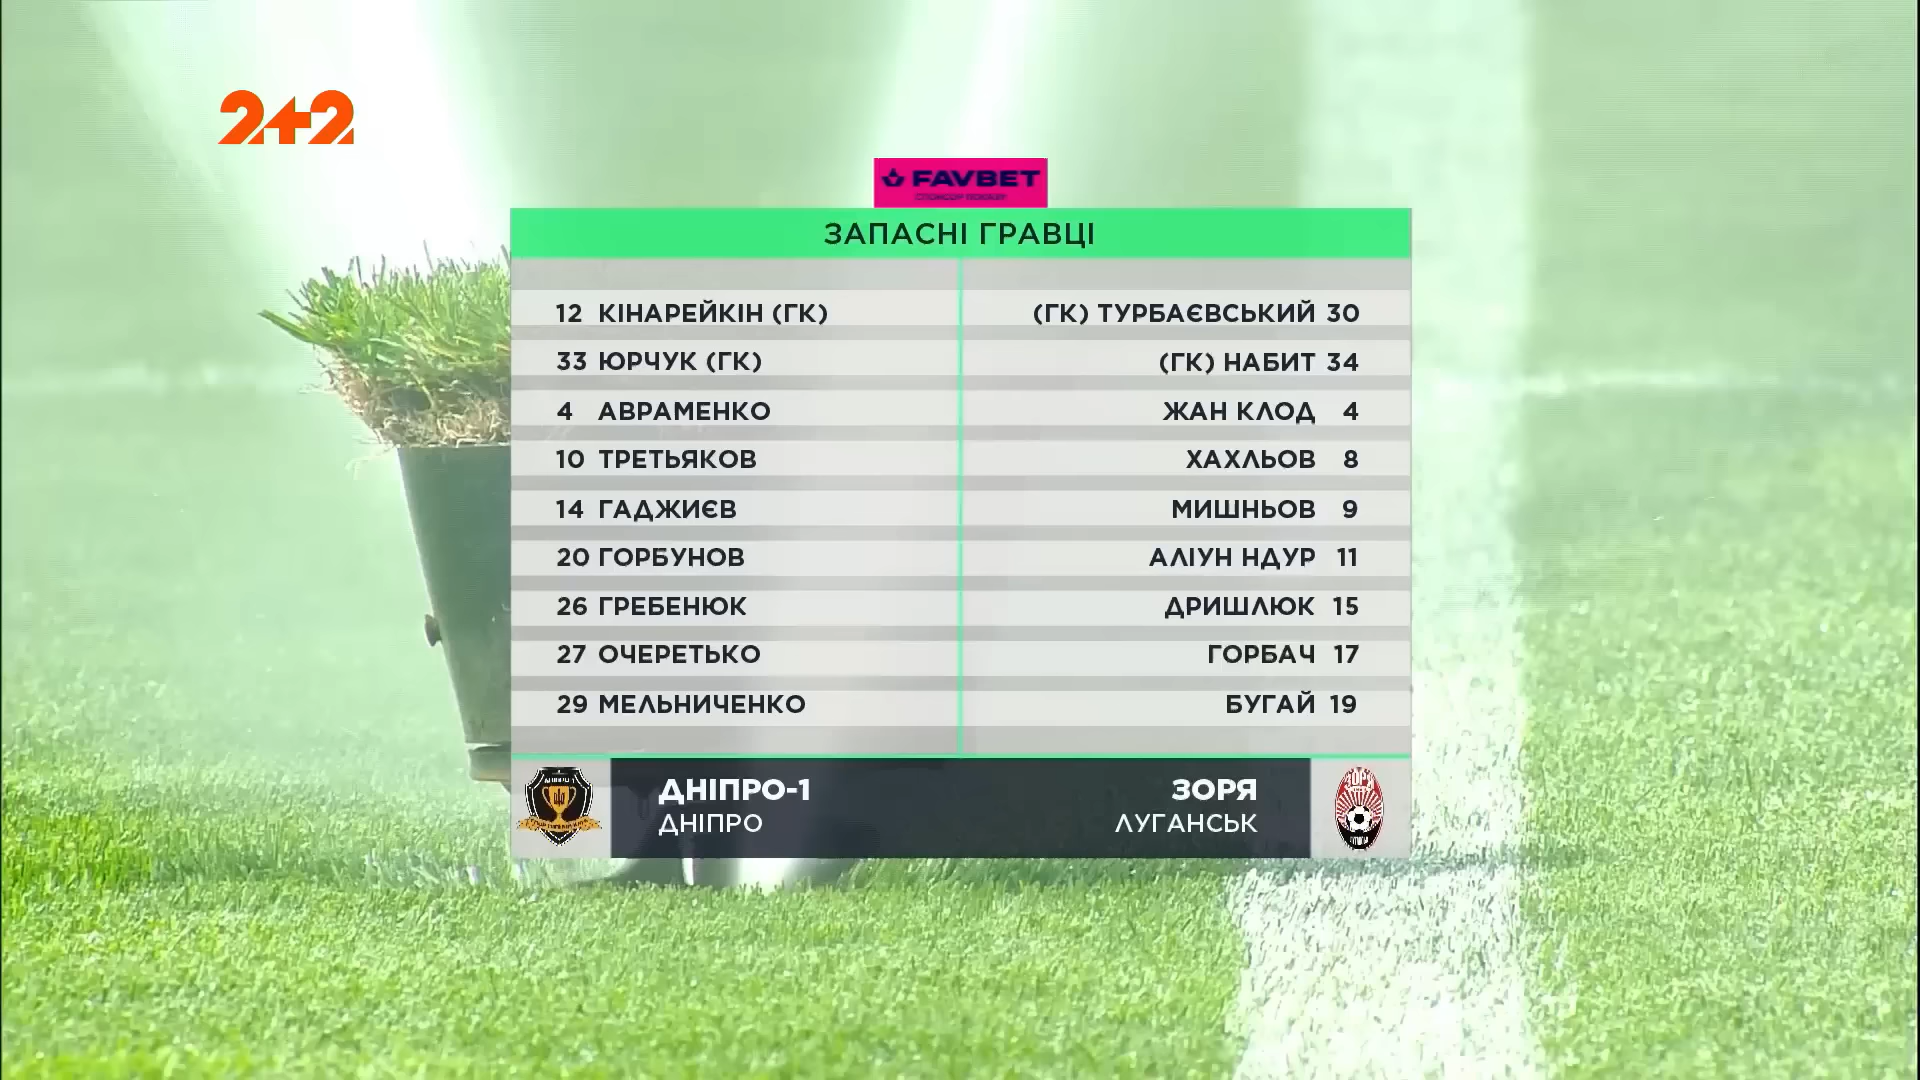 2+2
FAVBET
ЗАПАСНІ ГРАВЦІ
12 КІНАРЕЙКІН (ГК)
(ГК) ТУРБАЄВСЬКИЙ 30
33 ЮРЧУК (ГК)
(ГК) НАБИТ 34
4 АВРАМЕНКО
ЖАН КЛОД 4
10 ТРЕТЬЯКОВ
ХАХЛЬОВ 8
14 ГАДЖИЄВ
МИШНЬОВ 9
20 ГОРБУНОВ
АЛІУН НДУР 11
26 ГРЕБЕНЮК
ДРИШЛЮК 15
27 ОЧЕРЕТЬКО
ГОРБАЧ 17
29 МЕЛЬНИЧЕНКО
БУГАЙ 19
ДНІПРО-1
ДНІПРО
ЗОРЯ
ЛУГАНСЬК